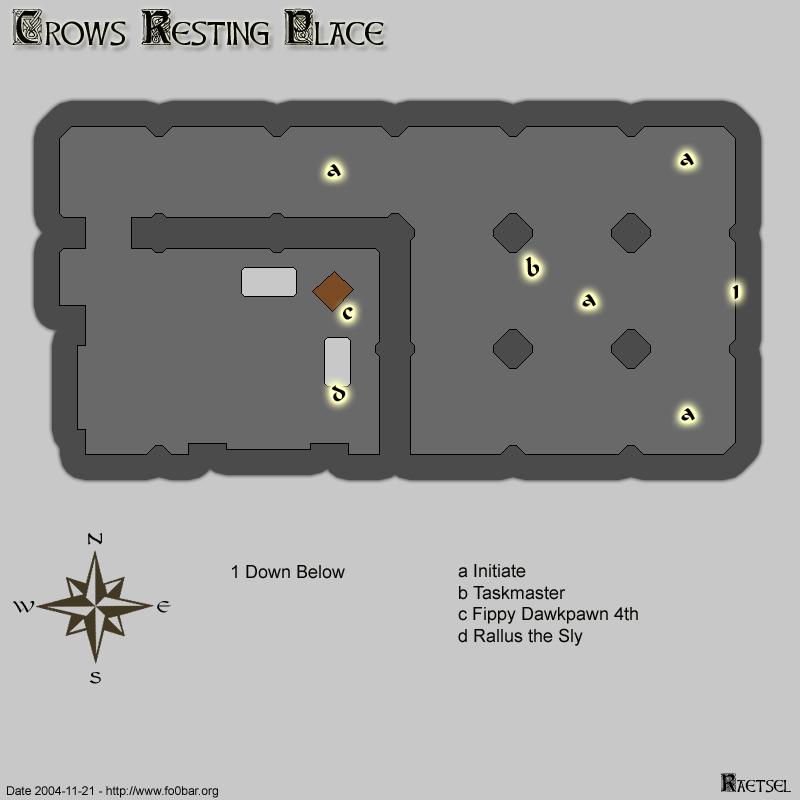 Crows Resting Place
a
a
b
a
1
c
d
a
N
W
E
S
1 Down Below
a Initiate
b Taskmaster
c Fippy Dawkpawn 4th
d Rallus the Sly
Date 2004-11-21 - http://www.fo0bar.org
Raetsel